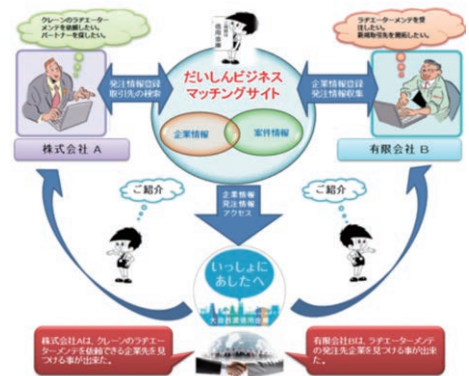 クレーンのラヂエーター
メンテを依頼したい。
パートナーを探したい。
ラヂエーターメンテを受
注したい。
新規取引先を開拓したい。
発注情報登録
取引先の検索
だいしんビジネス
マッチングサイト
企業情報登録
発注情報収集
企業情報
案件情報
株式会社 A
有限会社 B
ご紹介
企業情報
発注情報
アクセス
ご紹介
いっしょに
あしたへ
株式会社Aは、クレーンのラヂエ
ーターメンテを依頼できる企業先を見
つける事が出来た。
有限会社Bは、ラヂエーターメンテ
の発注先企業を見つける事が出来
た。